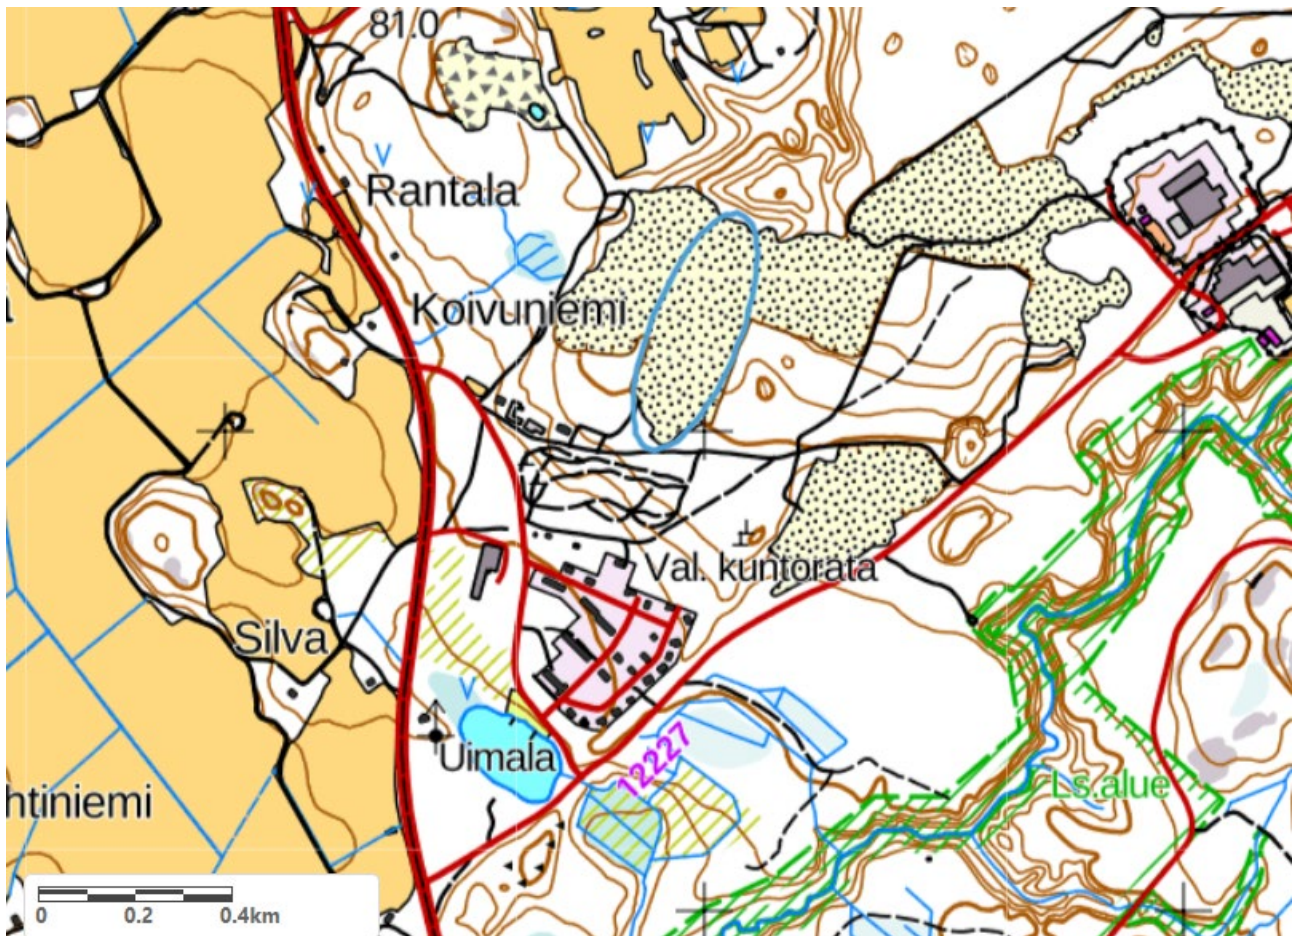 81.0
Rantala
Koivuniemi
Val. kuntorata
Silva
Uimala
12227
Ls.alue
htiniemi
0 0.2 0.4km